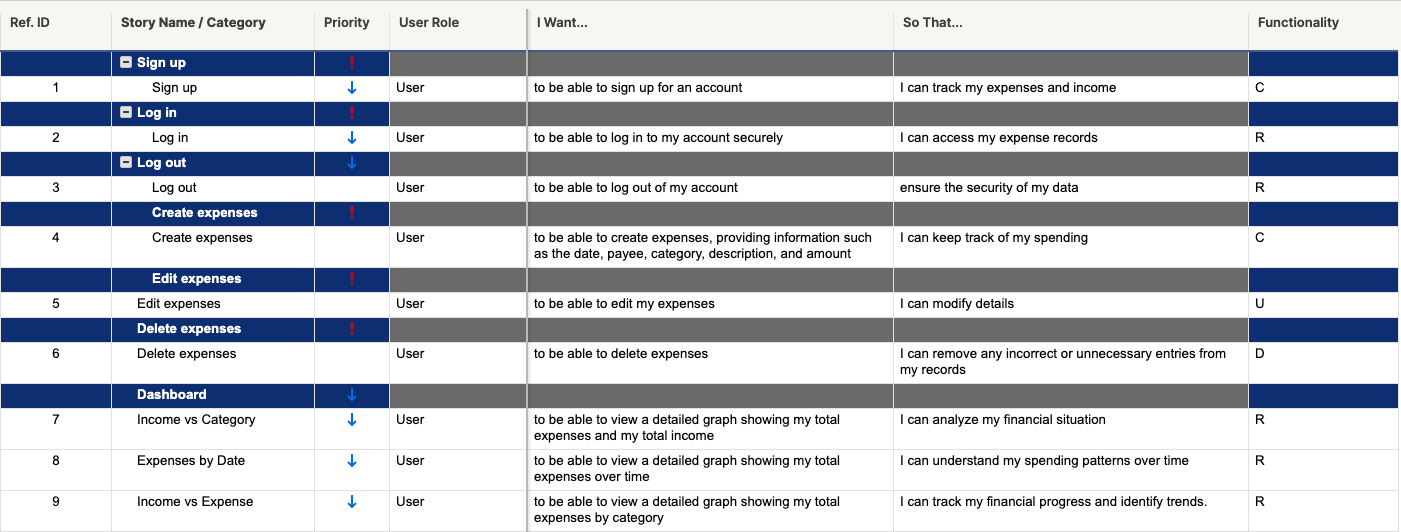 Ref. ID Story Name / Category Priority User Role I Want... So That... Functionality
Sign up !
1 Sign up ↓ User to be able to sign up for an account I can track my expenses and income C
Log in !
2 Log in ↓ User to be able to log in to my account securely I can access my expense records R
Log out ↓
3 Log out User to be able to log out of my account ensure the security of my data R
Create expenses !
4 Create expenses User to be able to create expenses, providing information such I can keep track of my spending C
as the date, payee, category, description, and amount
Edit expenses !
5 Edit expenses User to be able to edit my expenses I can modify details U
Delete expenses !
6 Delete expenses User to be able to delete expenses I can remove any incorrect or unnecessary entries from D
my records
Dashboard ↓
7 Income vs Category ↓ User to be able to view a detailed graph showing my total I can analyze my financial situation R
expenses and my total income
8 Expenses by Date ↓ User to be able to view a detailed graph showing my total I can understand my spending patterns over time R
expenses over time
9 Income vs Expense ↓ User to be able to view a detailed graph showing my total I can track my financial progress and identify trends. R
expenses by category